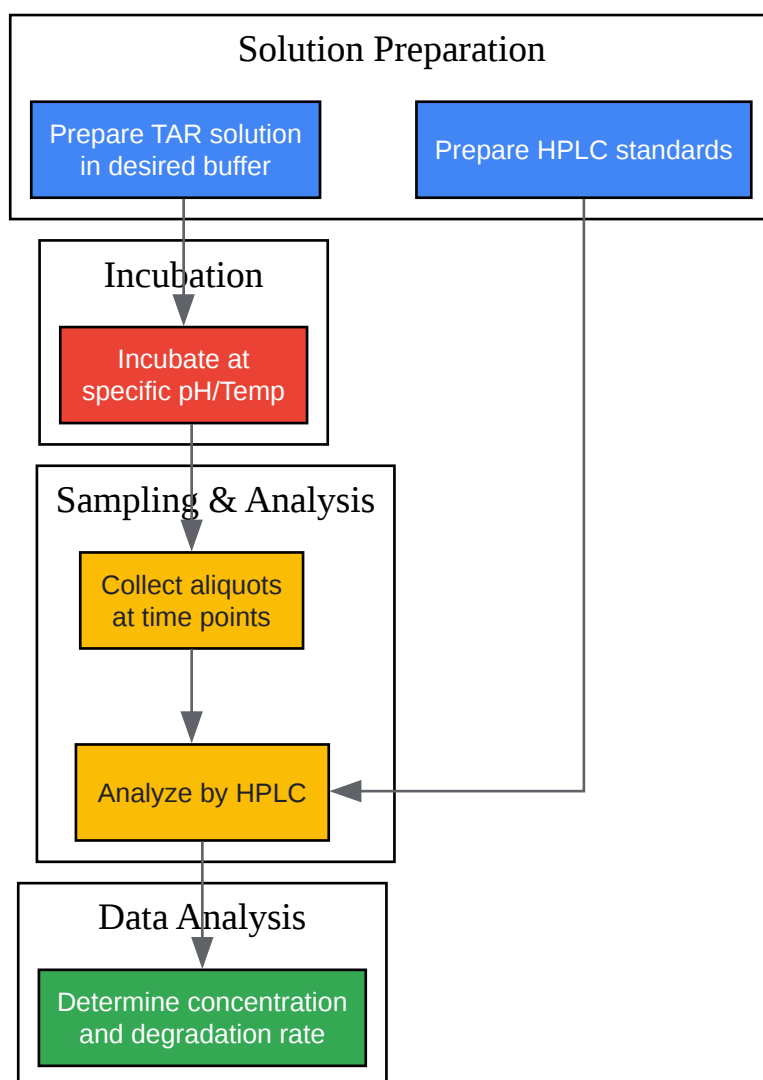 Solution Preparation
Prepare TAR solution
in desired buffer
Prepare HPLC standards
Incubation
Incubate at
specific pH/Temp
Sampling & Analysis
Collect aliquots
at time points
Analyze by HPLC
Data Analysis
Determine concentration
and degradation rate